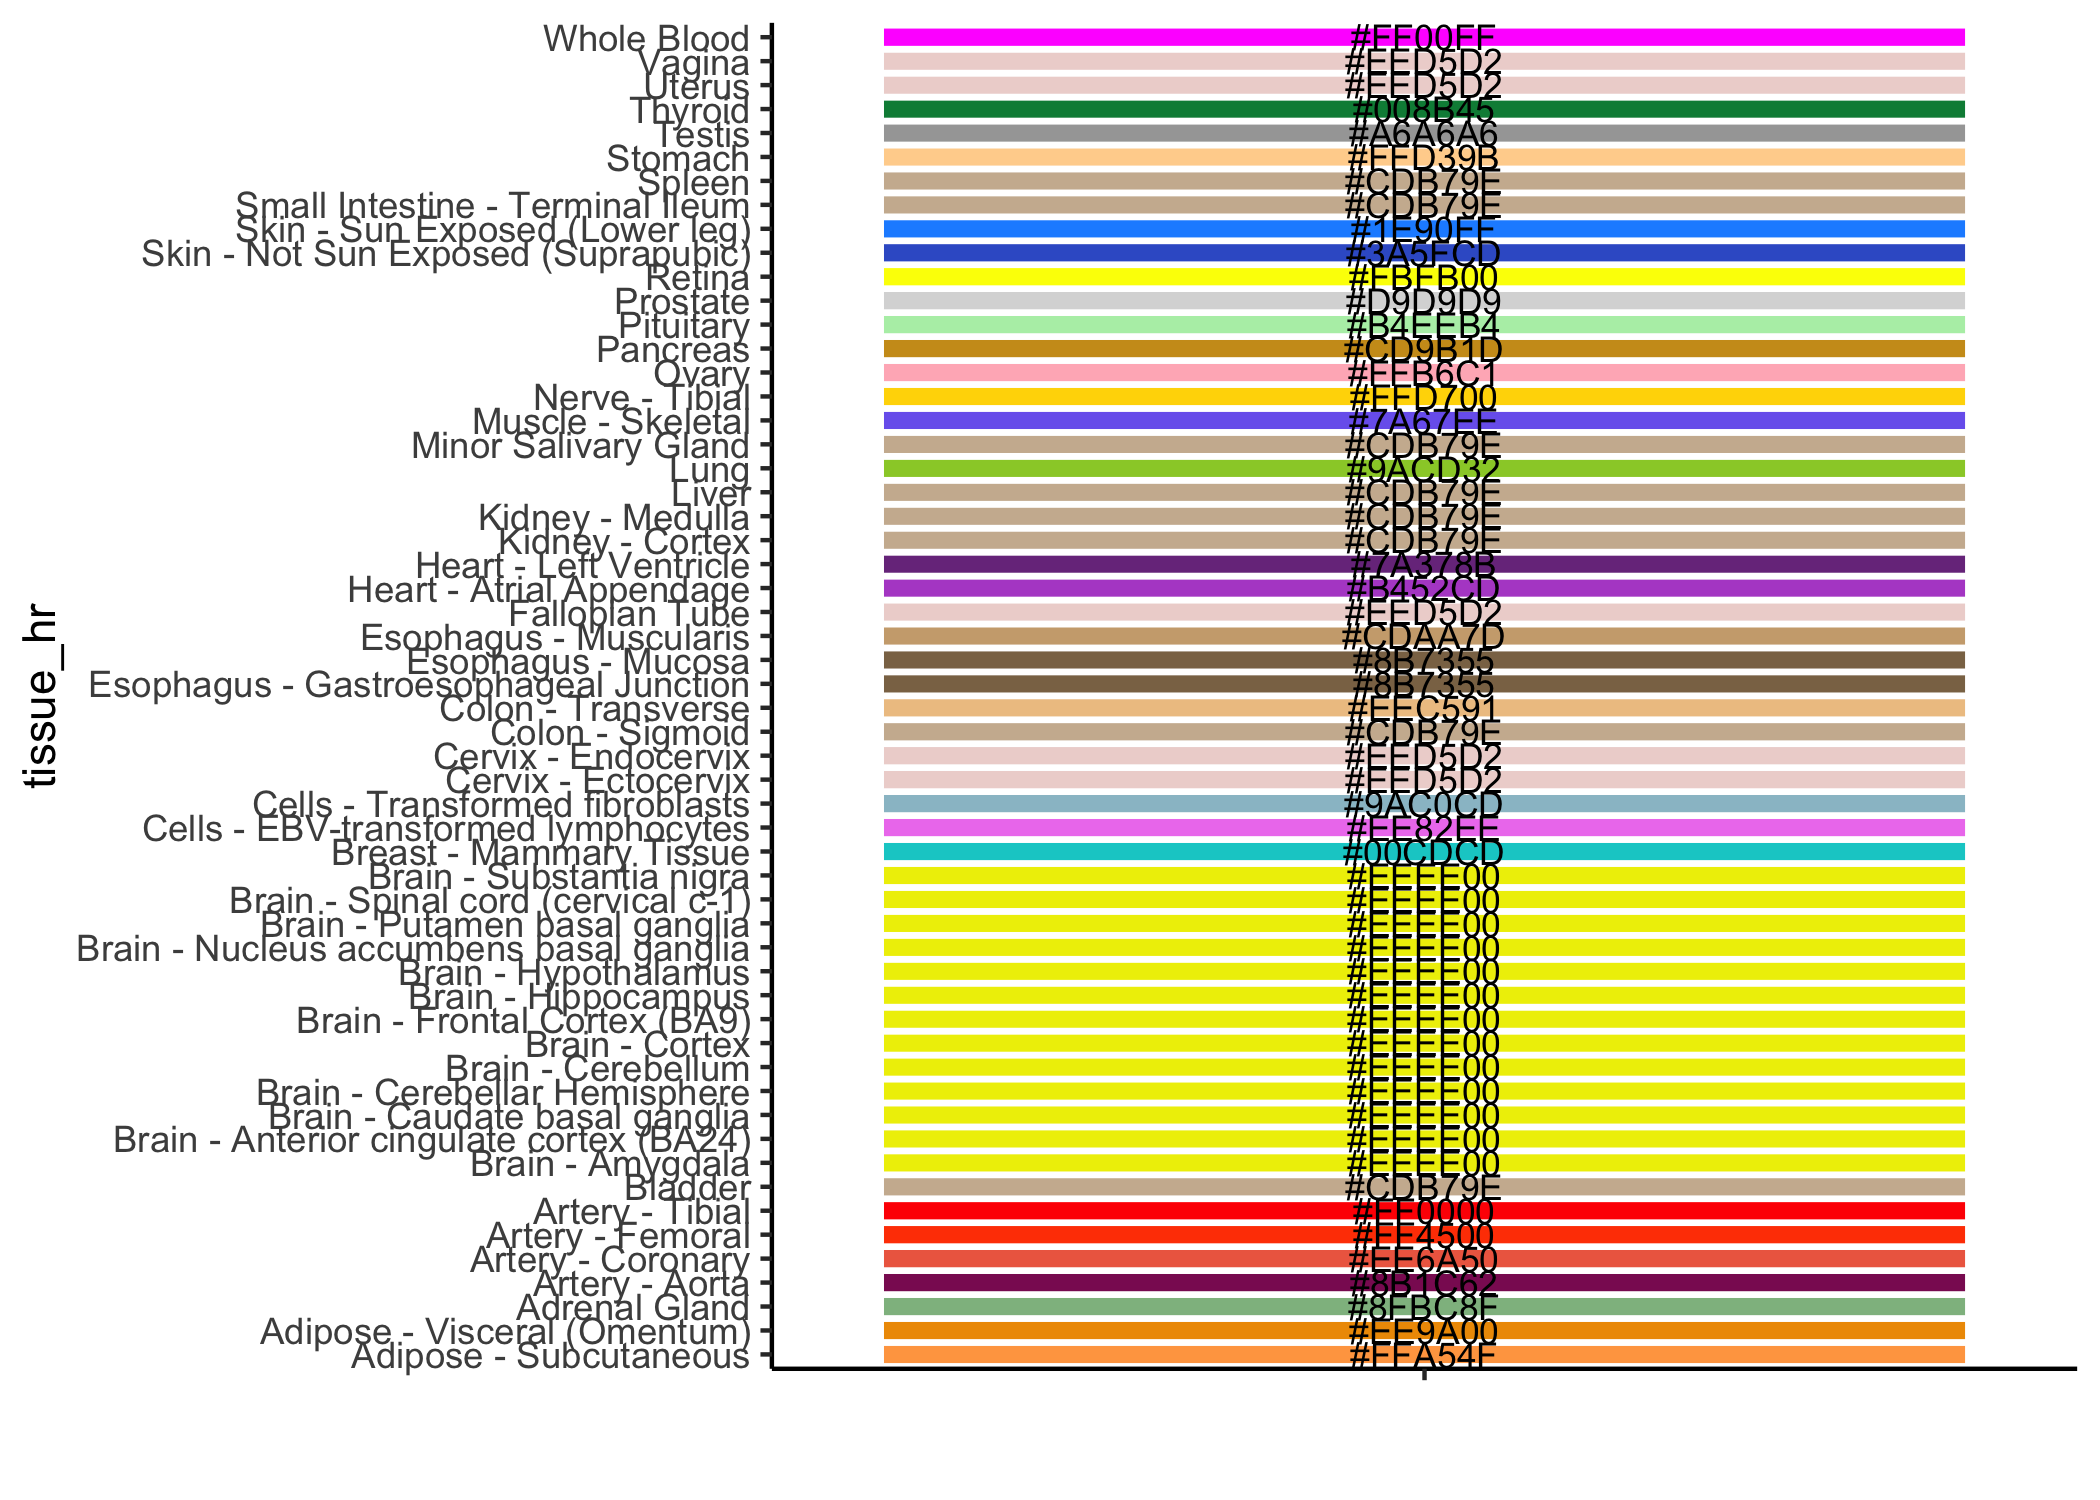 tissue_hr
Whole Blood #FF00FF
Vagina #EED5D2
Uterus #EED5D2
Thyroid #008B45
Testis #A6A6A6
Stomach #FFD39B
Spleen #CDB79E
Small Intestine - Terminal Ileum #CDB79E
Skin - Sun Exposed (Lower leg) #1E90FF
Skin - Not Sun Exposed (Suprapubic) #3A5FCD
Retina #FBFB00
Prostate #D9D9D9
Pituitary #B4EEB4
Pancreas #CD9B1D
Ovary #FFB6C1
Nerve - Tibial #FFD700
Muscle - Skeletal #7A67EE
Minor Salivary Gland #CDB79E
Lung #9ACD32
Liver #CDB79E
Kidney - Medulla #CDB79E
Kidney - Cortex #CDB79E
Heart - Left Ventricle #7A378B
Heart - Atrial Appendage #B452CD
Fallopian Tube #EED5D2
Esophagus - Muscularis #CDAA7D
Esophagus - Mucosa #8B7355
Esophagus - Gastroesophageal Junction #8B7355
Colon - Transverse #EEC591
Colon - Sigmoid #CDB79E
Cervix - Endocervix #EED5D2
Cervix - Ectocervix #EED5D2
Cells - Transformed fibroblasts #9AC0CD
Cells - EBV-transformed lymphocytes #EE82EE
Breast - Mammary Tissue #00CDCD
Brain - Substantia nigra #EEEE00
Brain - Spinal cord (cervical c-1) #EEEE00
Brain - Putamen basal ganglia #EEEE00
Brain - Nucleus accumbens basal ganglia #EEEE00
Brain - Hypothalamus #EEEE00
Brain - Hippocampus #EEEE00
Brain - Frontal Cortex (BA9) #EEEE00
Brain - Cortex #EEEE00
Brain - Cerebellum #EEEE00
Brain - Cerebellar Hemisphere #EEEE00
Brain - Caudate basal ganglia #EEEE00
Brain - Anterior cingulate cortex (BA24) #EEEE00
Brain - Amygdala #EEEE00
Bladder #CDB79E
Artery - Tibial #FF0000
Artery - Femoral #FF4500
Artery - Coronary #EE6A50
Artery - Aorta #8B1C62
Adrenal Gland #8FBC8F
Adipose - Visceral (Omentum) #EE9A00
Adipose - Subcutaneous #FFA54F